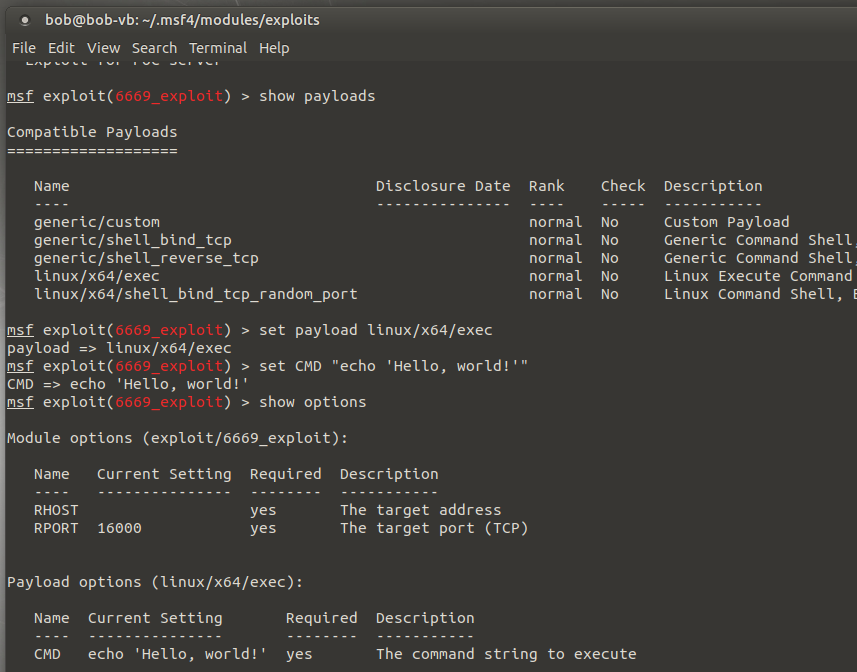 bob@bob-vb: ~/.msf4/modules/exploits
File Edit View Search Terminal Help
Exploit for PoC server
msf exploit(6669_exploit) > show payloads
Compatible Payloads
===================
Name Disclosure Date Rank Check Description
---- --------------- ---- ----- -----------
generic/custom normal No Custom Payload
generic/shell_bind_tcp normal No Generic Command Shell,
generic/shell_reverse_tcp normal No Generic Command Shell,
linux/x64/exec normal No Linux Execute Command
linux/x64/shell_bind_tcp_random_port normal No Linux Command Shell,
msf exploit(6669_exploit) > set payload linux/x64/exec
payload => linux/x64/exec
msf exploit(6669_exploit) > set CMD "echo 'Hello, world!'"
CMD => echo 'Hello, world!'
msf exploit(6669_exploit) > show options
Module options (exploit/6669_exploit):
Name Current Setting Required Description
---- --------------- -------- -----------
RHOST yes The target address
RPORT 16000 yes The target port (TCP)
Payload options (linux/x64/exec):
Name Current Setting Required Description
---- --------------- -------- -----------
CMD echo 'Hello, world!' yes The command string to execute